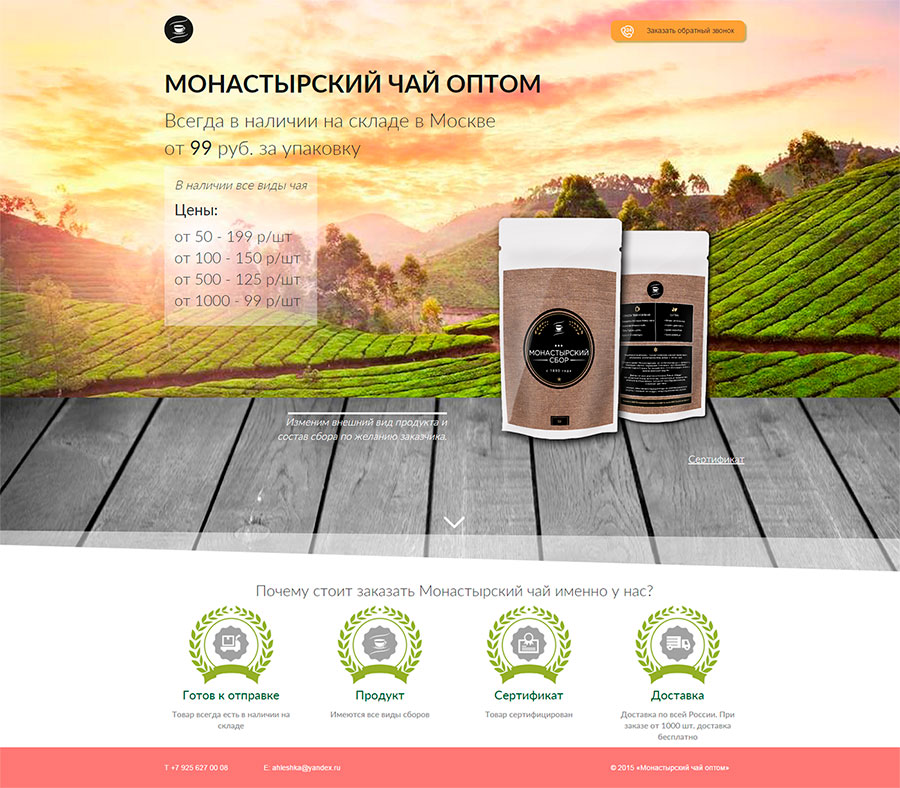 Заказать обратный звонок
МОНАСТЫРСКИЙ ЧАЙ ОПТОМ
Всегда в наличии на складе в Москве
от 99 руб. за упаковку
В наличии все виды чая
Цены:
от 50 - 199 р/шт
от 100 - 150 р/шт
от 500 - 125 р/шт
от 1000 - 99 р/шт
МОНАСТЫРСКИЙ
СБОР
с 1895 года
Изменим внешний вид продукта и
состав сбора по желанию заказчика.
Сертификат
Почему стоит заказать Монастырский чай именно у нас?
Готов к отправке
Товар всегда есть в наличии на
складе
Продукт
Имеются все виды сборов
Сертификат
Товар сертифицирован
Доставка
Доставка по всей России. При
заказе от 1000 шт. доставка
бесплатно
T +7 925 627 00 08
E: ahleshka@yandex.ru
© 2015 «Монастырский чай оптом»